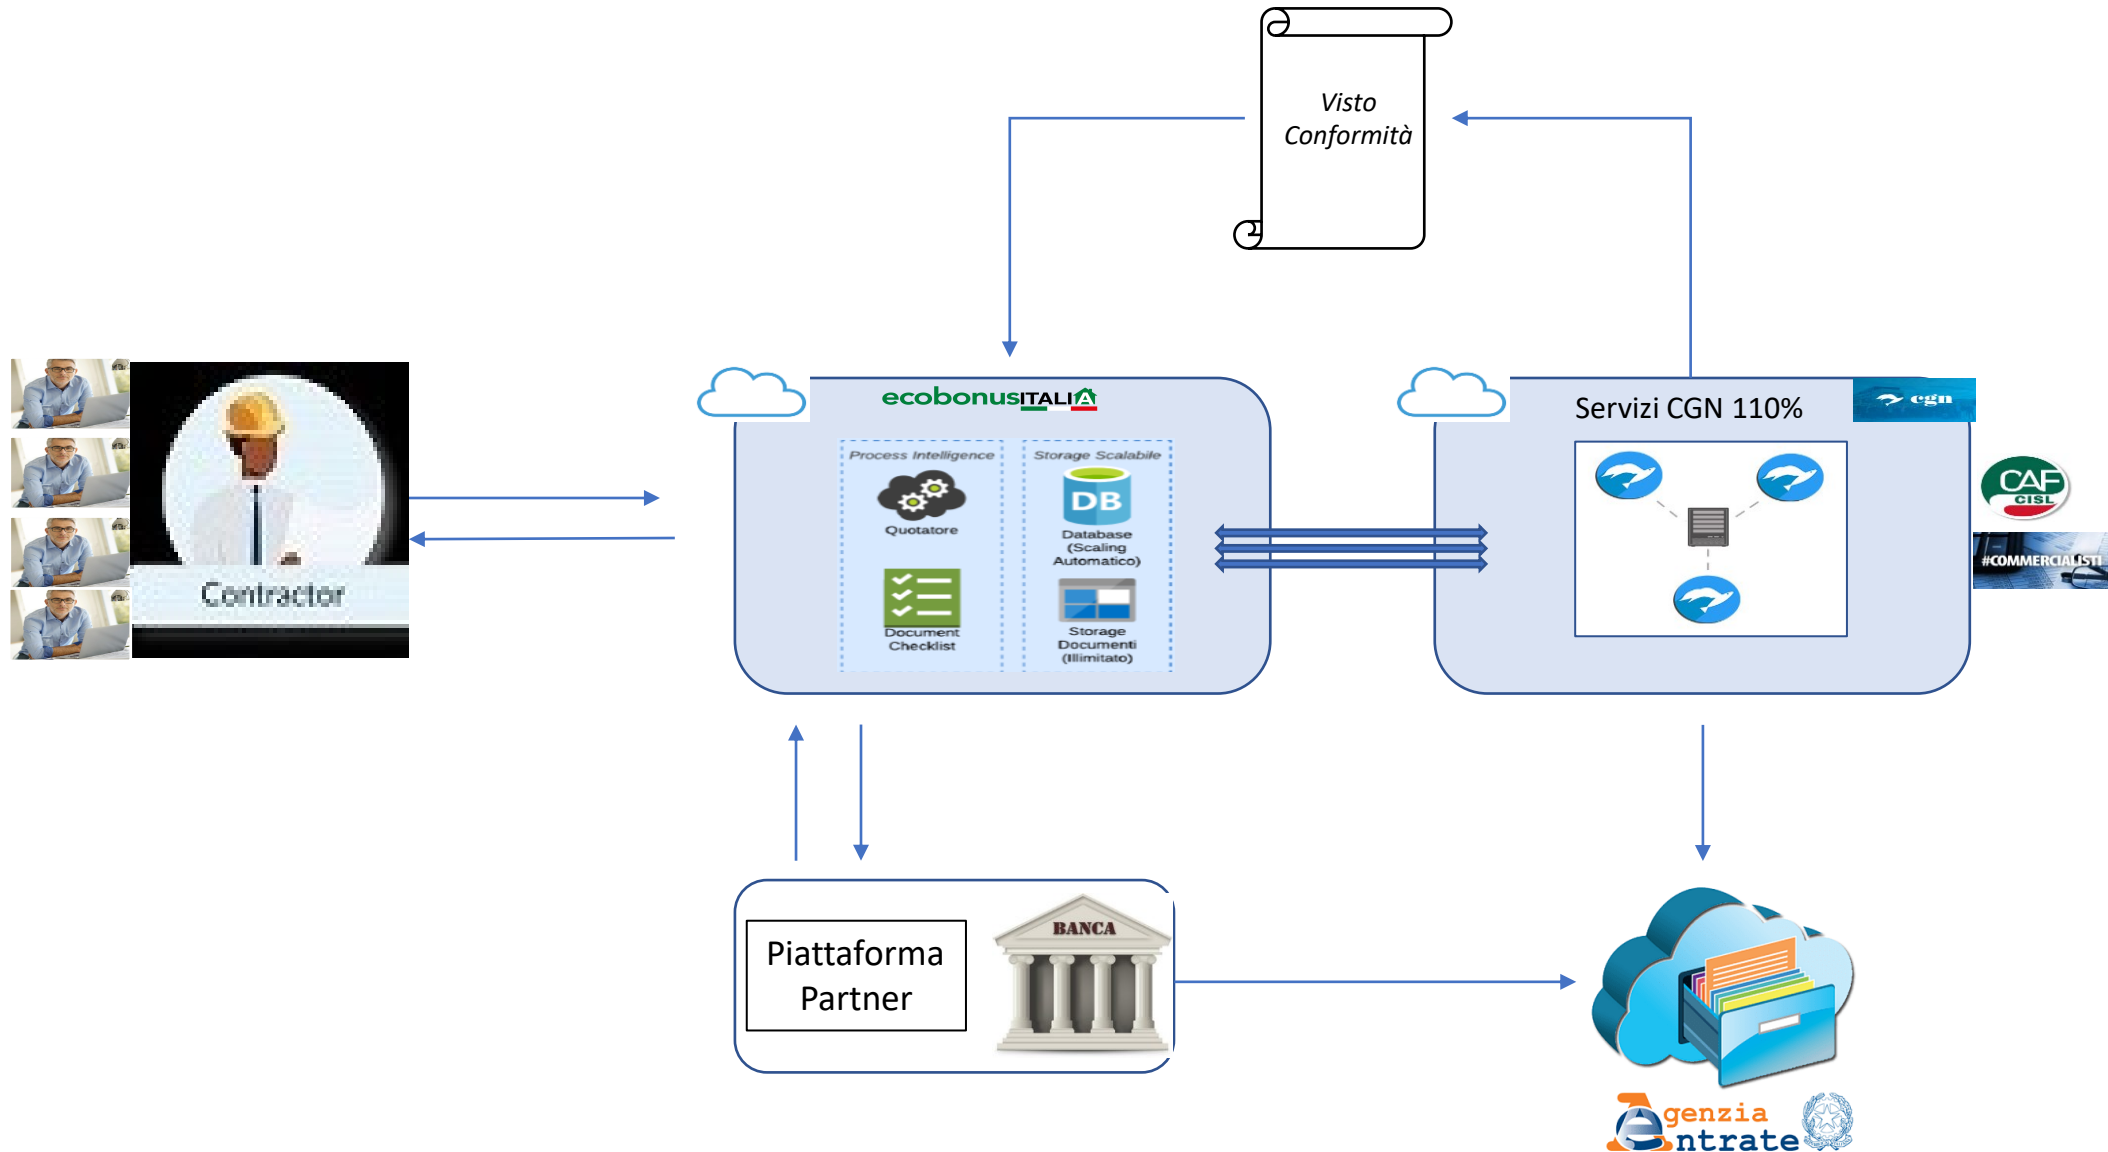 Visto
Conformità
ecobonusITALIA
Servizi CGN 110%
cgn
Process Intelligence
Storage Scalabile
Quotatore
DB
Database
(Scaling
Automatico)
Document
Checklist
Storage
Documenti
(Illimitato)
CAF
CISL
#COMMERCIALISTI
Contractor
Piattaforma
Partner
BANCA
Agenzia
Entrate